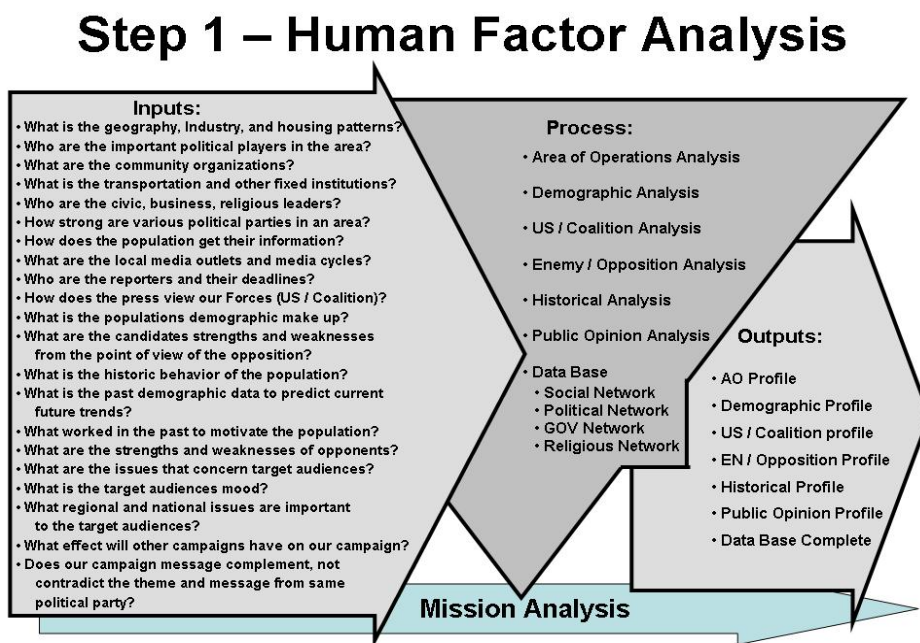 Step 1 – Human Factor Analysis
Inputs:
• What is the geography, Industry, and housing patterns?
• Who are the important political players in the area?
• What are the community organizations?
• What is the transportation and other fixed institutions?
• Who are the civic, business, religious leaders?
• How strong are various political parties in an area?
• How does the population get their information?
• What are the local media outlets and media cycles?
• Who are the reporters and their deadlines?
• How does the press view our Forces (US / Coalition)?
• What is the populations demographic make up?
• What are the candidates strengths and weaknesses
from the point of view of the opposition?
• What is the historic behavior of the population?
• What is the past demographic data to predict current
future trends?
• What worked in the past to motivate the population?
• What are the strengths and weakness of opponents?
• What are the issues that concern target audiences?
• What is the target audiences mood?
• What regional and national issues are important
to the target audiences?
• What effect will other campaigns have on our campaign?
• Does our campaign message complement, not
contradict the theme and message from same
political party?
Process:
• Area of Operations Analysis
• Demographic Analysis
• US / Coalition Analysis
• Enemy / Opposition Analysis
• Historical Analysis
• Public Opinion Analysis
• Data Base
• Social Network
• Political Network
• GOV Network
• Religious Network
Outputs:
• AO Profile
• Demographic Profile
• US / Coalition profile
• EN / Opposition Profile
• Historical Profile
• Public Opinion Profile
• Data Base Complete
Mission Analysis